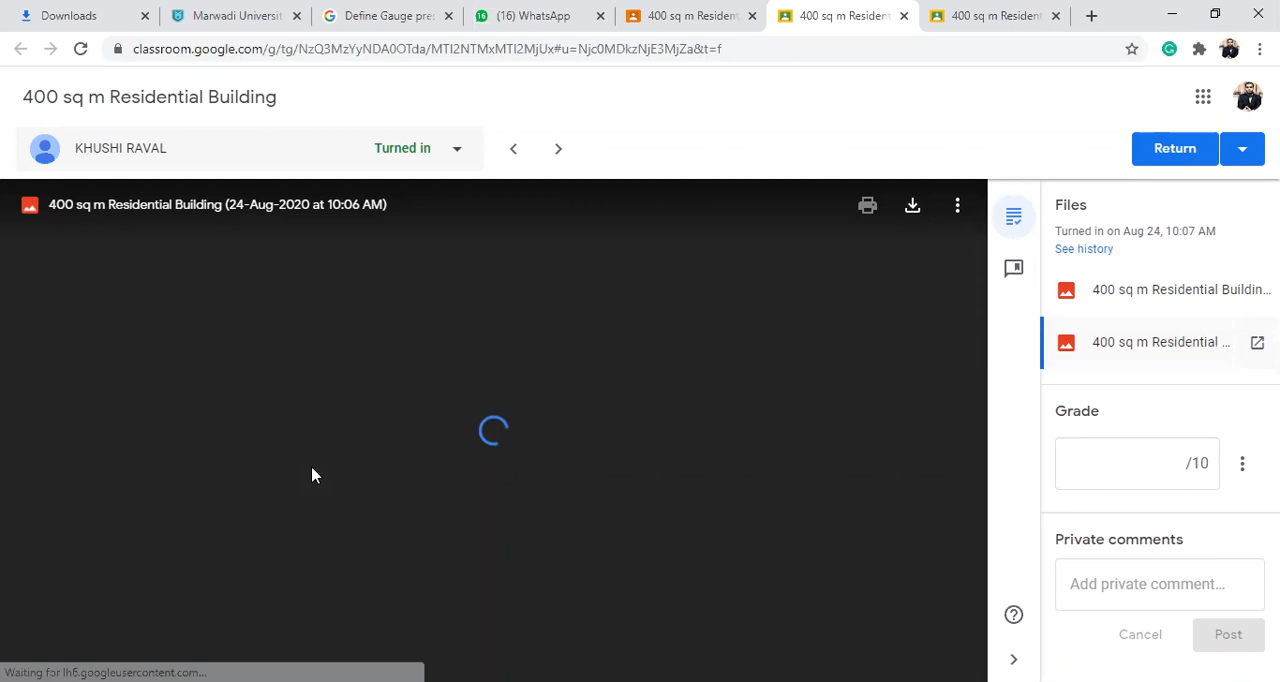 Downloads
Marwadi Universit
Define Gauge pre
(16) WhatsApp
400 sq m Residen
400 sq m Resident
400 sq m Resident
classroom.google.com/g/tg/NzQ3MzYyNDA0OTda/MTI2NTMxMTI2MjUx#u=Njc0MDkzNjE3MjZa&t=f
400 sq m Residential Building
KHUSHI RAVAL
Turned in
Return
400 sq m Residential Building (24-Aug-2020 at 10:06 AM)
Files
Turned in on Aug 24, 10:07 AM
See history
400 sq m Residential Buildin...
400 sq m Residential ...
Grade
/10
Private comments
Add private comment...
Cancel
Post
Waiting for lh6.googleusercontent.com...